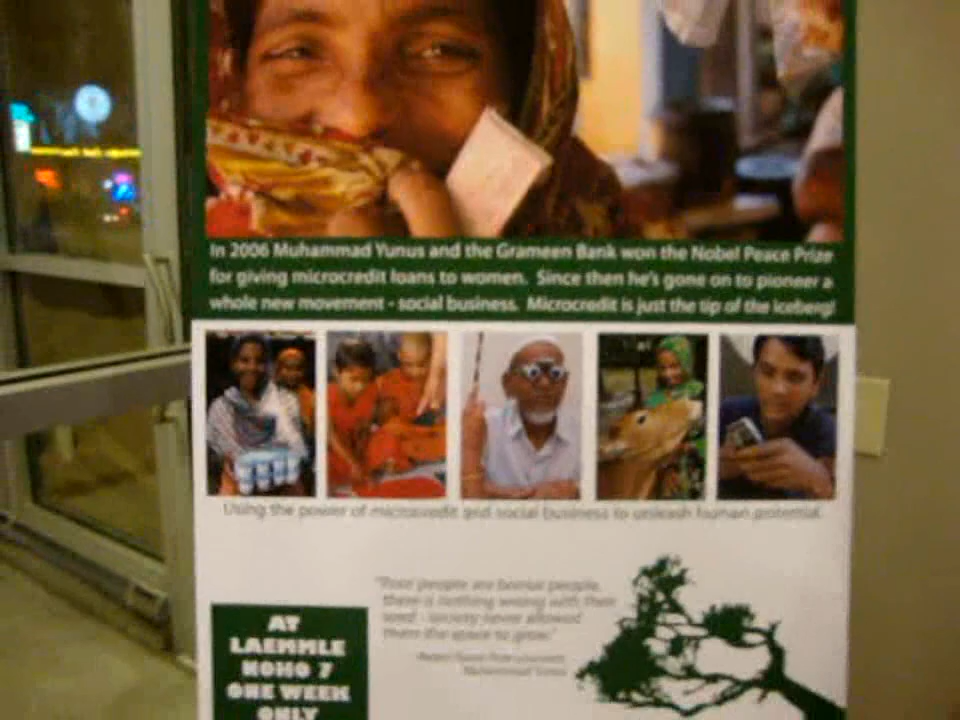 In 2006 Muhammad Yunus and the Grameen Bank won the Nobel Peace Prize
for giving microcredit loans to women. Since then he's gone on to pioneer a
whole new movement - social business. Microcredit is just the tip of the iceberg!
Using the power of microcredit and social business to unleash human potential.
"Poor people are bonsai people,
there is nothing wrong with their
seed - society never allowed
them the space to grow."
Muhammad Yunus
AT
LAEMMLE
NOHO 7
ONE WEEK
ONLY